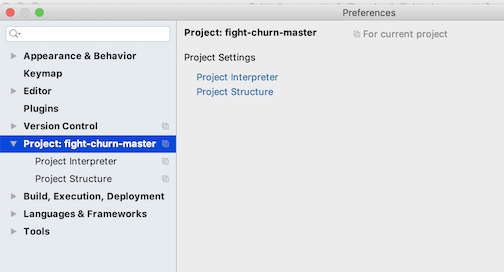 Preferences
Appearance & Behavior
Keymap
Editor
Plugins
Version Control
Project: fight-churn-master
Project Interpreter
Project Structure
Build, Execution, Deployment
Languages & Frameworks
Tools
Project: fight-churn-master For current project
Project Settings
Project Interpreter
Project Structure